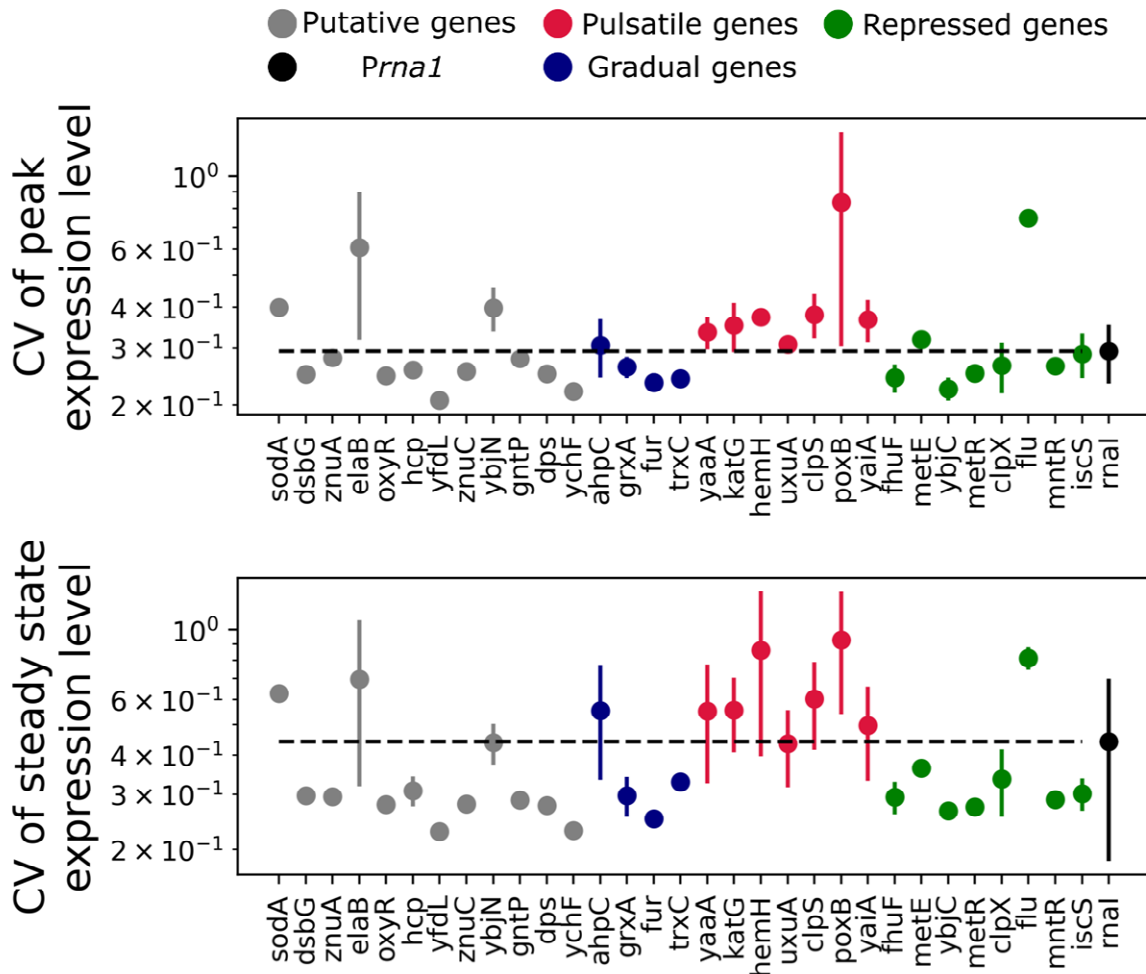 Putative genes Pulsatile genes Repressed genes
Prna1 Gradual genes
CV of peak
expression level
10⁰
6 × 10⁻¹
4 × 10⁻¹
3 × 10⁻¹
2 × 10⁻¹
sodA dsbG znuA elaB oxyR hcp yfdL znuC ybjN gntP dps ychF ahpC grxA fur trxC yaaA katG hemH uxuA clpS poxB yaiA fhuF metE ybjC metR clpX flu mntR iscS rnaI
CV of steady state
expression level
10⁰
6 × 10⁻¹
4 × 10⁻¹
3 × 10⁻¹
2 × 10⁻¹
sodA dsbG znuA elaB oxyR hcp yfdL znuC ybjN gntP dps ychF ahpC grxA fur trxC yaaA katG hemH uxuA clpS poxB yaiA fhuF metE ybjC metR clpX flu mntR iscS rnaI